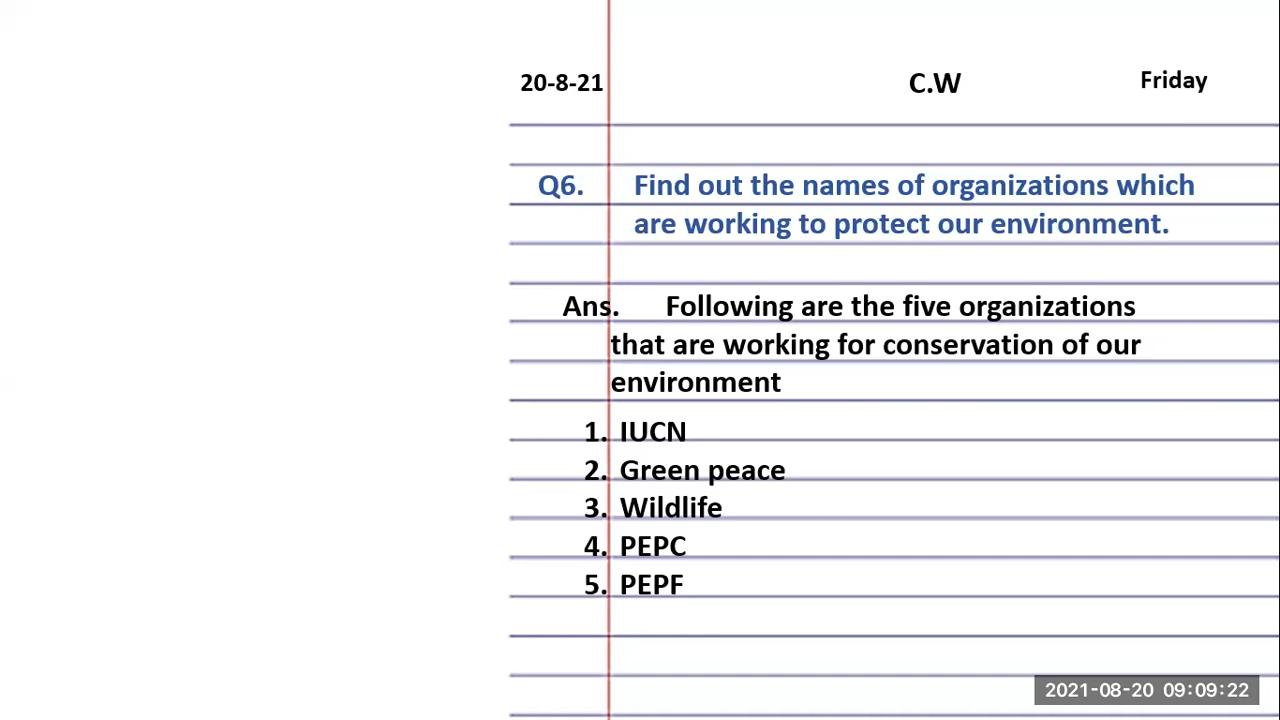 20-8-21 C.W Friday
Q6. Find out the names of organizations which
are working to protect our environment.
Ans. Following are the five organizations
that are working for conservation of our
environment
1. IUCN
2. Green peace
3. Wildlife
4. PEPC
5. PEPF
2021-08-20 09:09:22